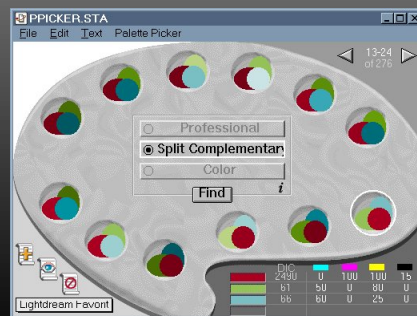 PPICKER.STA
File Edit Text Palette Picker
13-24
of 276
Professional
Split Complementary
Color
Find
i
DIC
2490 0 100 100 15
61 50 0 80 0
66 60 0 25 0
Lightdream Favorit